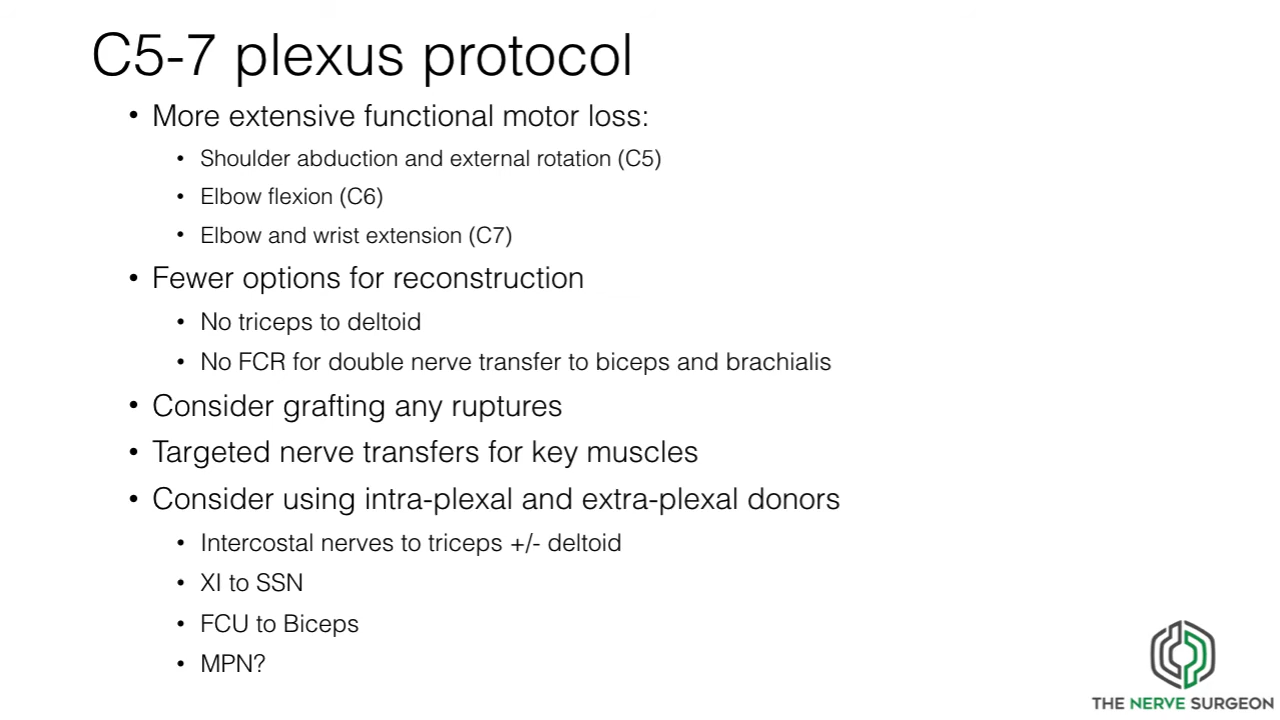 C5-7 plexus protocol
• More extensive functional motor loss:
• Shoulder abduction and external rotation (C5)
• Elbow flexion (C6)
• Elbow and wrist extension (C7)
• Fewer options for reconstruction
• No triceps to deltoid
• No FCR for double nerve transfer to biceps and brachialis
• Consider grafting any ruptures
• Targeted nerve transfers for key muscles
• Consider using intra-plexal and extra-plexal donors
• Intercostal nerves to triceps +/- deltoid
• XI to SSN
• FCU to Biceps
• MPN?
THE NERVE SURGEON